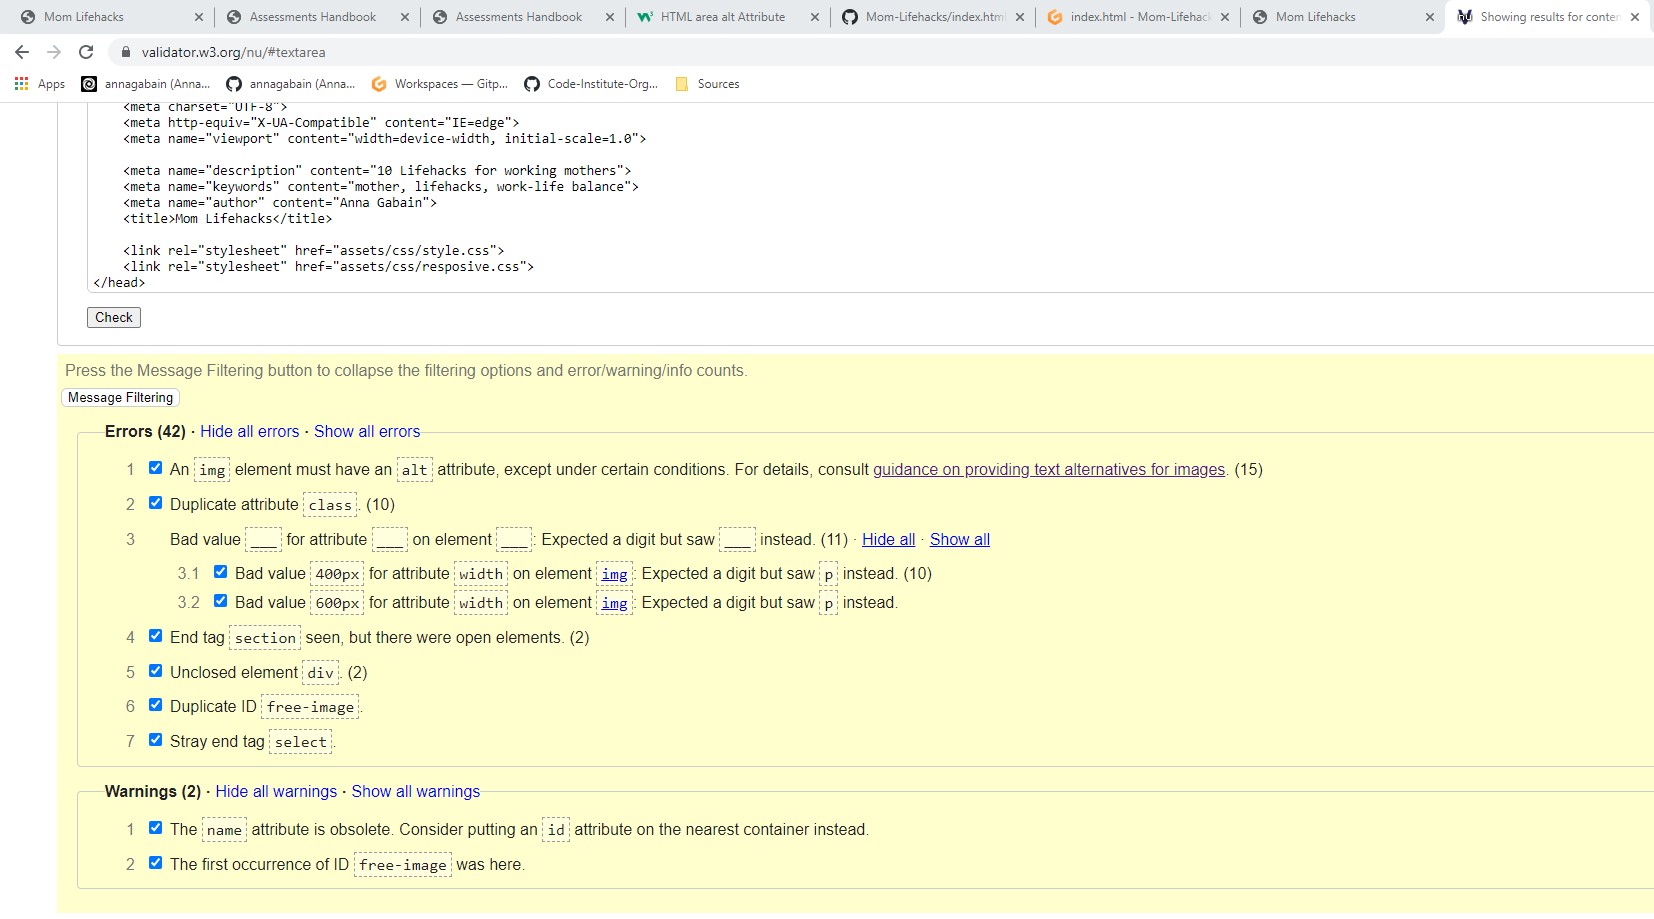 Mom Lifehacks
Assessments Handbook
Assessments Handbook
HTML area alt Attribute
Mom-Lifehacks/index.html
index.html - Mom-Lifehack
Mom Lifehacks
Showing results for conten
validator.w3.org/nu/#textarea
Apps
annagabain (Anna...
annagabain (Anna...
Workspaces — Gitp...
Code-Institute-Org...
Sources
<meta charset="UTF-8">
<meta http-equiv="X-UA-Compatible" content="IE=edge">
<meta name="viewport" content="width=device-width, initial-scale=1.0">
<meta name="description" content="10 Lifehacks for working mothers">
<meta name="keywords" content="mother, lifehacks, work-life balance">
<meta name="author" content="Anna Gabain">
<title>Mom Lifehacks</title>
<link rel="stylesheet" href="assets/css/style.css">
<link rel="stylesheet" href="assets/css/resposive.css">
</head>
Check
Press the Message Filtering button to collapse the filtering options and error/warning/info counts.
Message Filtering
Errors (42) · Hide all errors · Show all errors
1 An img element must have an alt attribute, except under certain conditions. For details, consult guidance on providing text alternatives for images. (15)
2 Duplicate attribute class. (10)
3 Bad value ___ for attribute ___ on element ___: Expected a digit but saw ___ instead. (11) · Hide all · Show all
3.1 Bad value 400px for attribute width on element img: Expected a digit but saw p instead. (10)
3.2 Bad value 600px for attribute width on element img: Expected a digit but saw p instead.
4 End tag section seen, but there were open elements. (2)
5 Unclosed element div. (2)
6 Duplicate ID free-image.
7 Stray end tag select.
Warnings (2) · Hide all warnings · Show all warnings
1 The name attribute is obsolete. Consider putting an id attribute on the nearest container instead.
2 The first occurrence of ID free-image was here.